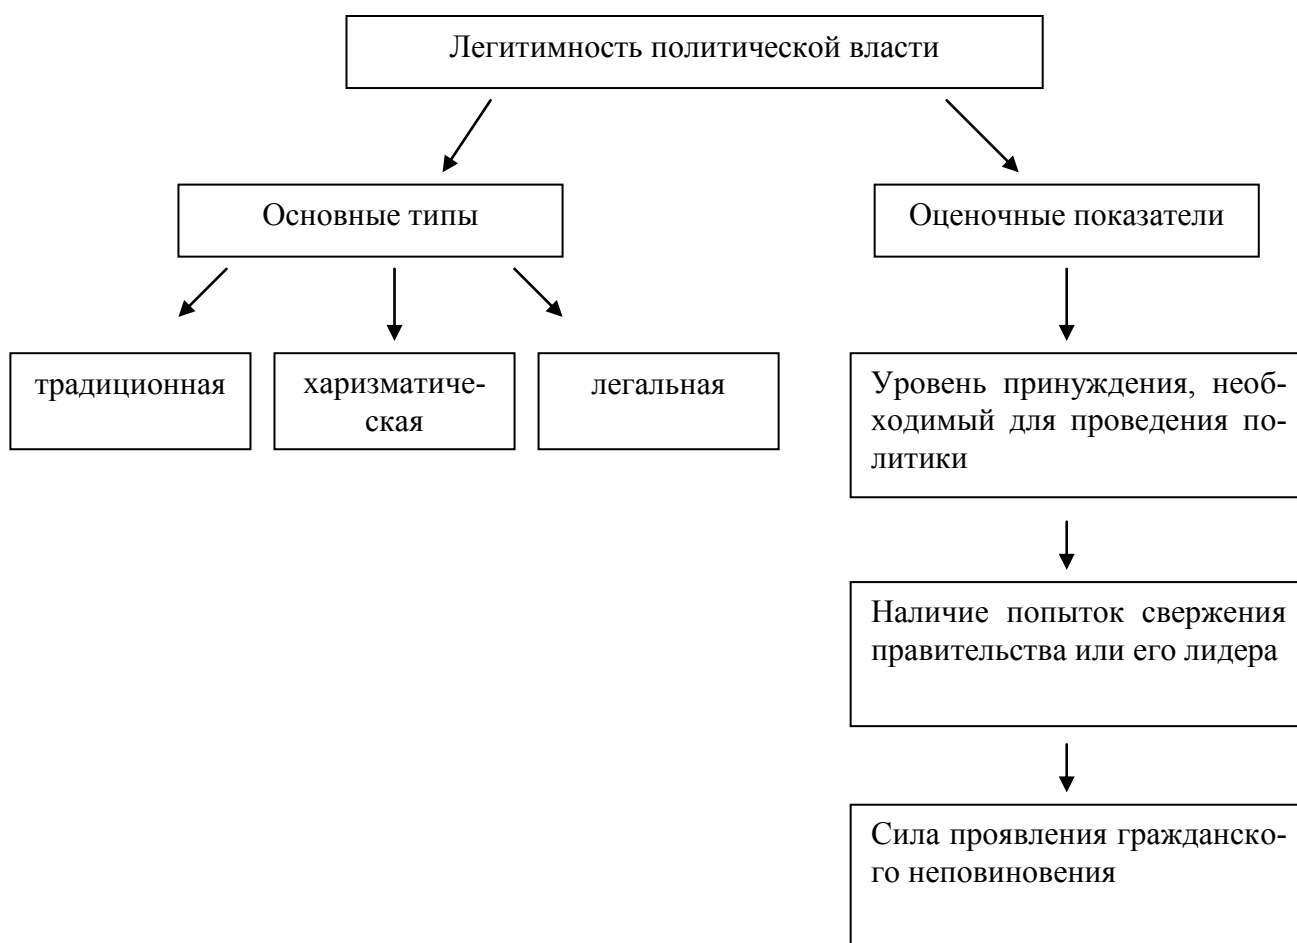 Легитимность политической власти
Основные типы
Оценочные показатели
традиционная
харизматиче-
ская
легальная
Уровень принуждения, необ-
ходимый для проведения по-
литики
Наличие попыток свержения
правительства или его лидера
Сила проявления гражданско-
го неповиновения